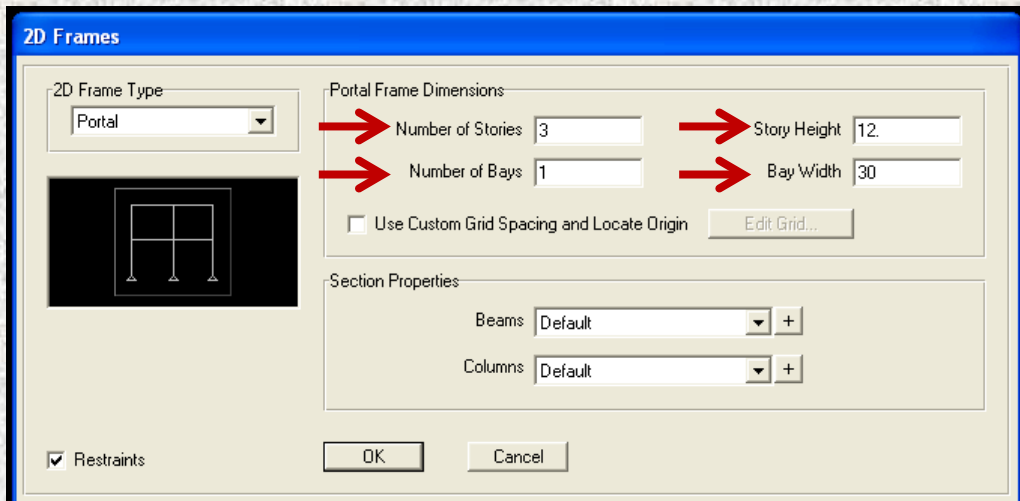 2D Frames
2D Frame Type
Portal
Portal Frame Dimensions
Number of Stories 3
Story Height 12.
Number of Bays 1
Bay Width 30
Use Custom Grid Spacing and Locate Origin
Edit Grid...
Section Properties
Beams Default +
Columns Default +
Restraints
OK
Cancel